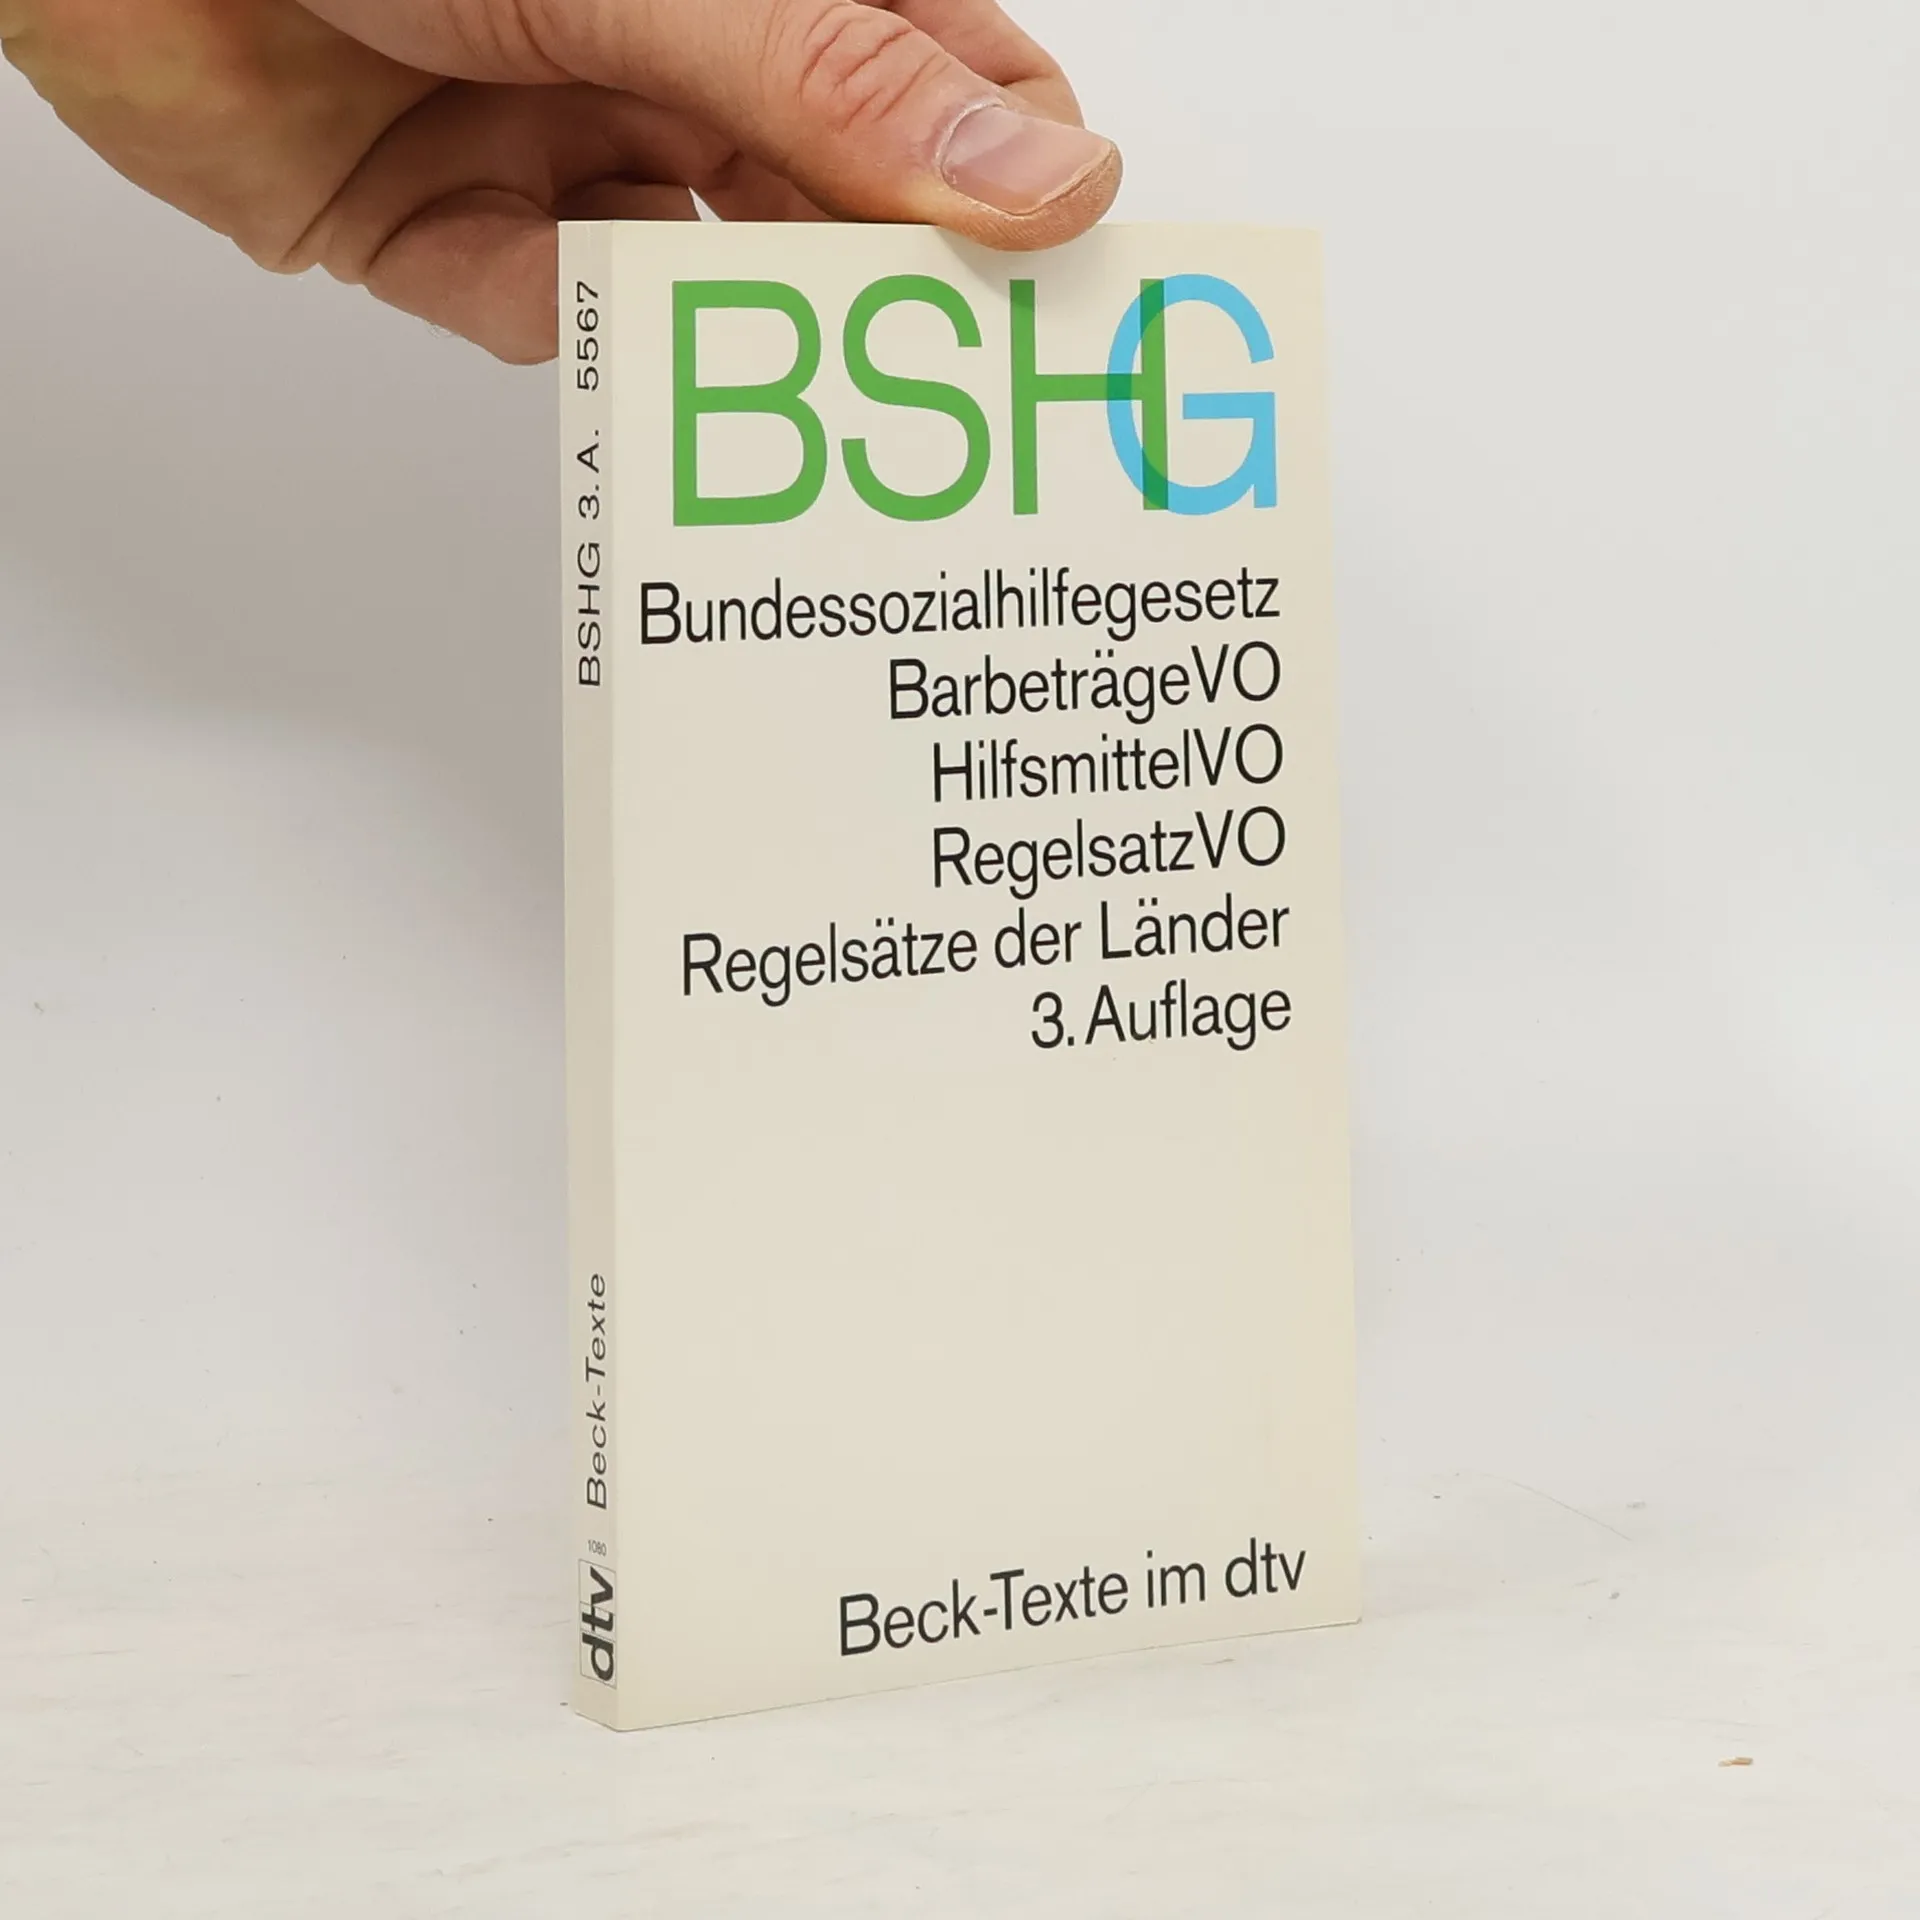 BSHG
Bundessozialhilfegesetz
BarbeträgeVO
HilfsmittelVO
RegelsatzVO
Regelsätze der Länder
3. Auflage
Beck-Texte im dtv
BSHG 3. A. 5567
Beck-Texte
1080
dtv